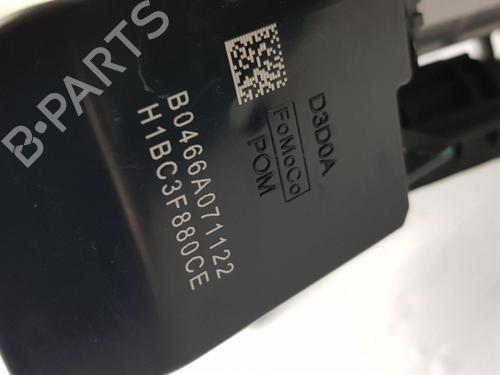 B-PARTS
D3D0A
FoMoCo
POM
B0466A071122
H1BC3F880CE